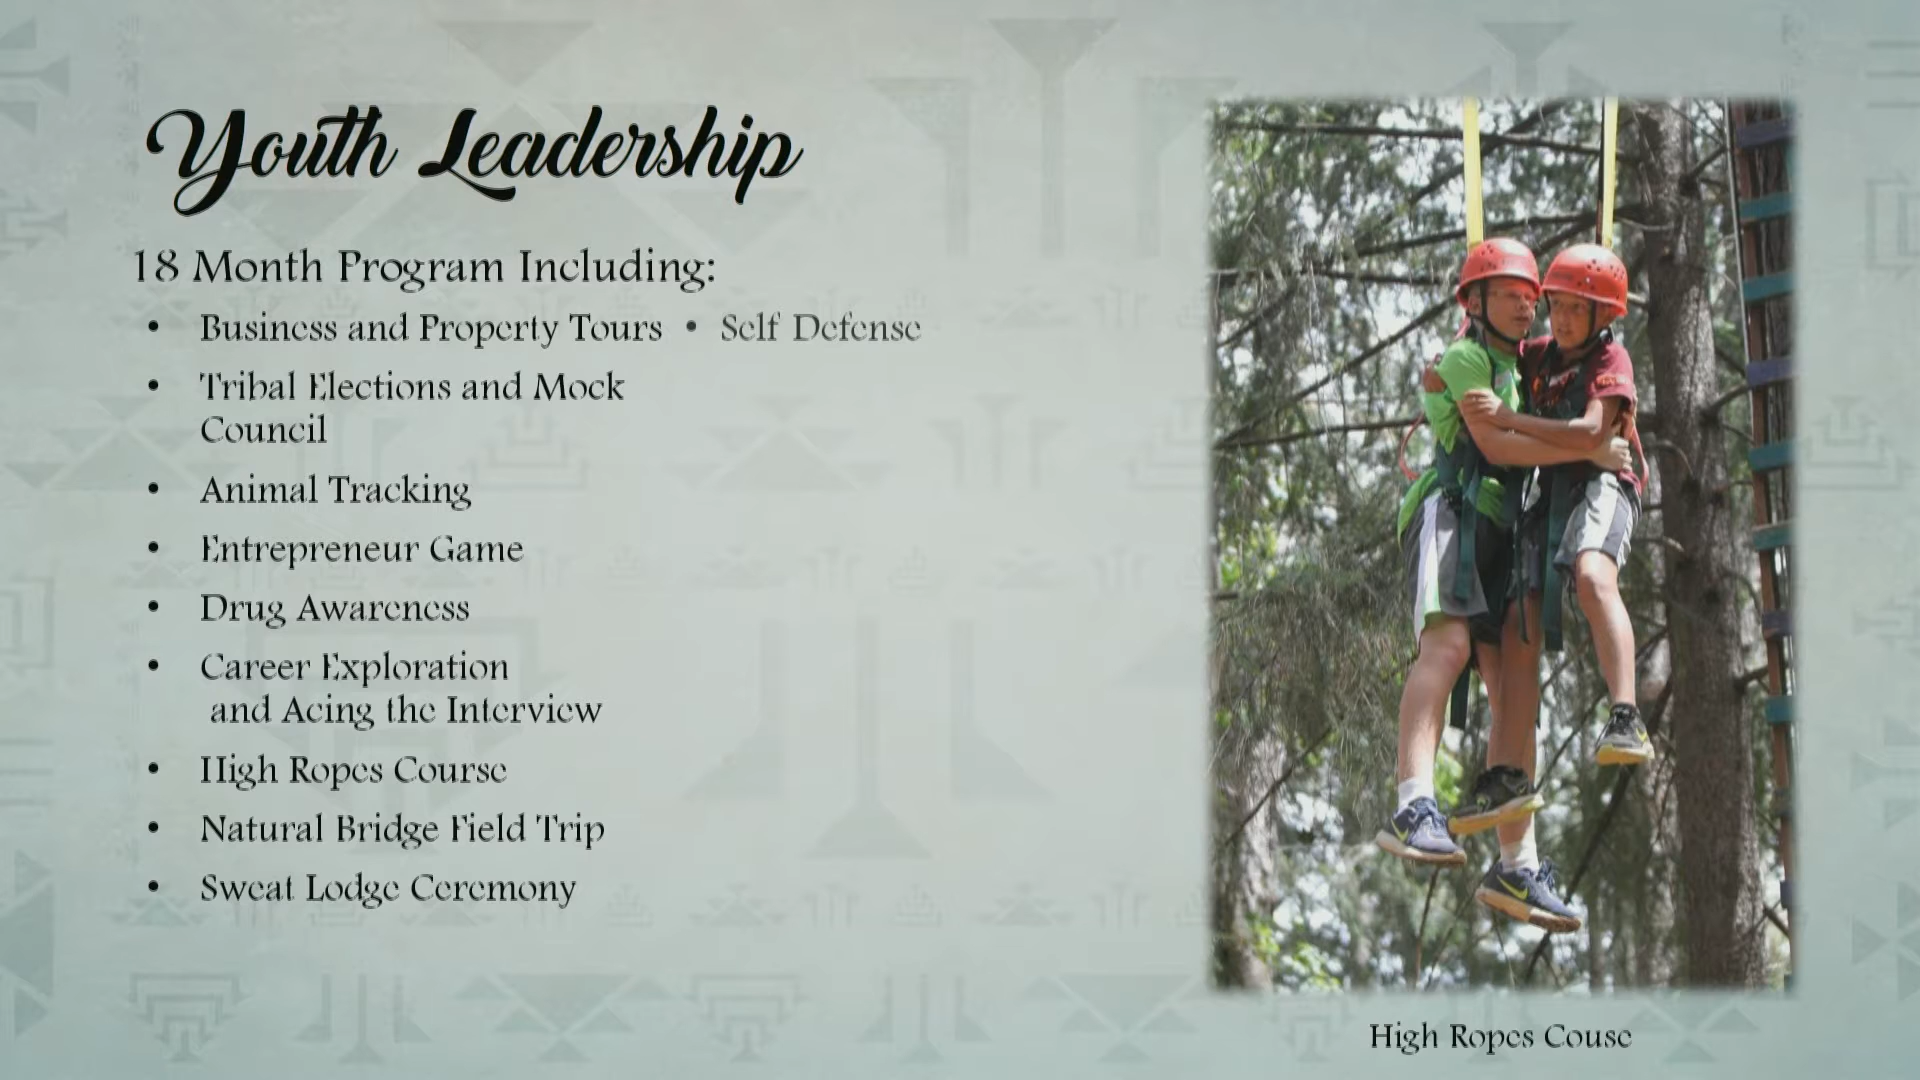 Youth Leadership
18 Month Program Including:
• Business and Property Tours • Self Defense
• Tribal Elections and Mock
Council
• Animal Tracking
• Entrepreneur Game
• Drug Awareness
• Career Exploration
and Acing the Interview
• High Ropes Course
• Natural Bridge Field Trip
• Sweat Lodge Ceremony
High Ropes Couse